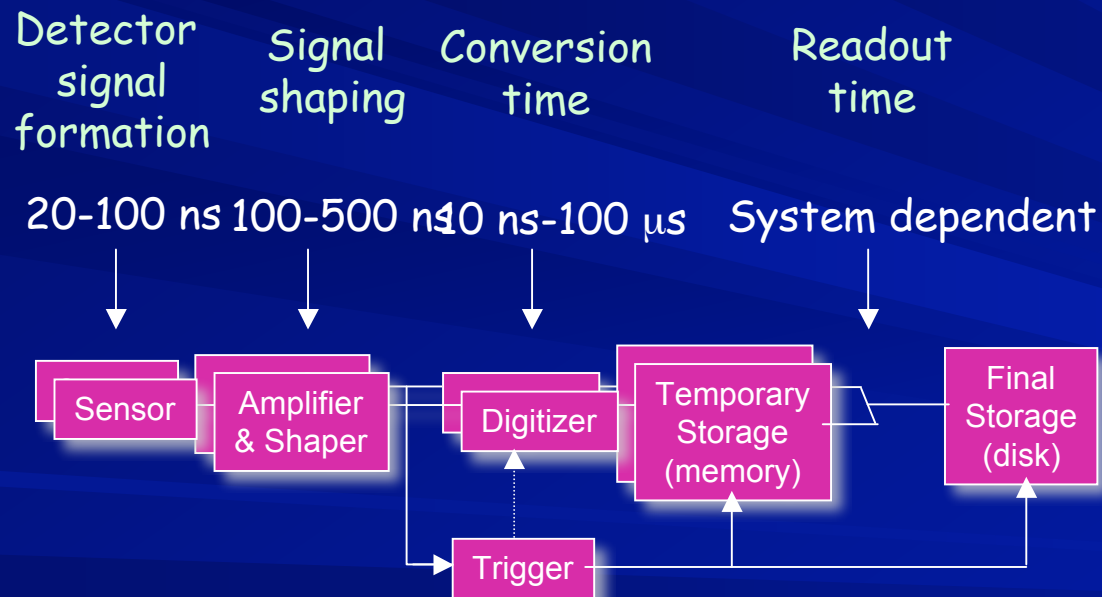 Detector
signal
formation
Signal
shaping
Conversion
time
Readout
time
20-100 ns
100-500 ns
10 ns-100 μs
System dependent
Sensor
Amplifier
& Shaper
Digitizer
Temporary
Storage
(memory)
Final
Storage
(disk)
Trigger